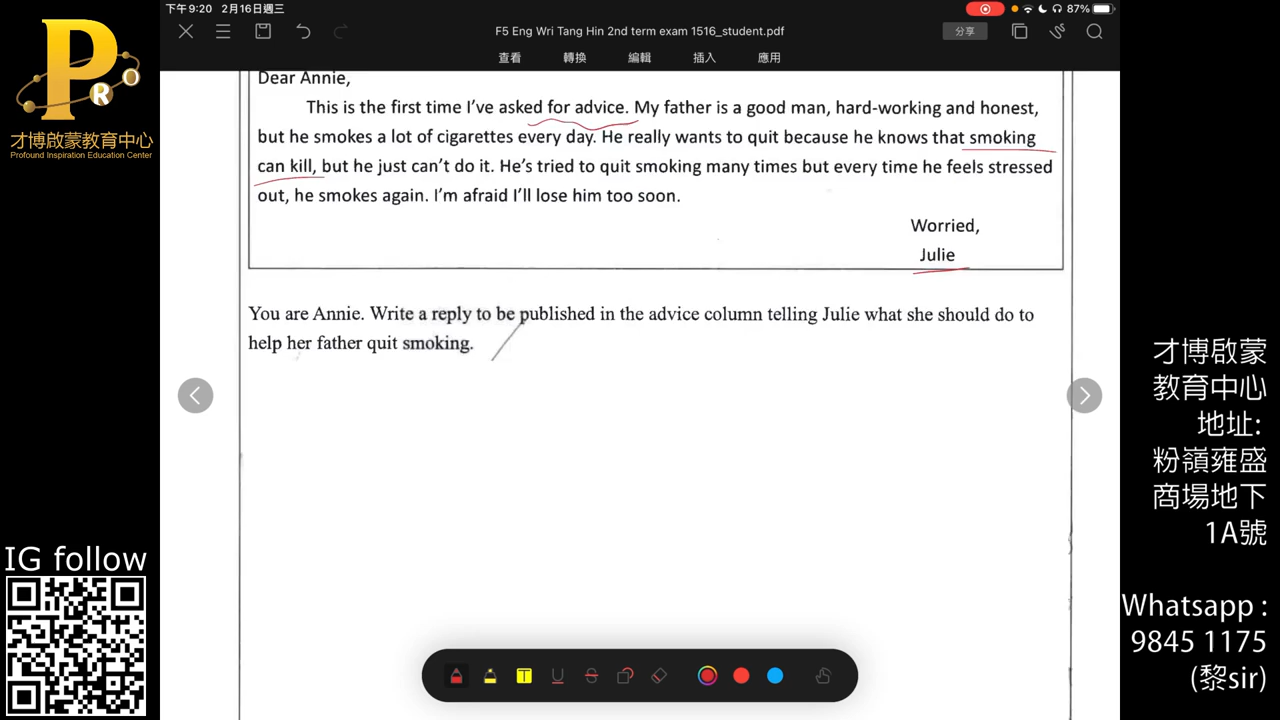 下午9:20 2月16日週三
87%
F5 Eng Wri Tang Hin 2nd term exam 1516_student.pdf
分享
查看 轉換 編輯 插入 應用
PRO
才博啟蒙教育中心
Profound Inspiration Education Center
Dear Annie,
This is the first time I've asked for advice. My father is a good man, hard-working and honest,
but he smokes a lot of cigarettes every day. He really wants to quit because he knows that smoking
can kill, but he just can't do it. He's tried to quit smoking many times but every time he feels stressed
out, he smokes again. I'm afraid I'll lose him too soon.
Worried,
Julie
You are Annie. Write a reply to be published in the advice column telling Julie what she should do to
help her father quit smoking.
IG follow
T
U
S
才博啟蒙
教育中心
地址:
粉嶺雍盛
商場地下
1A號
Whatsapp :
9845 1175
(黎sir)